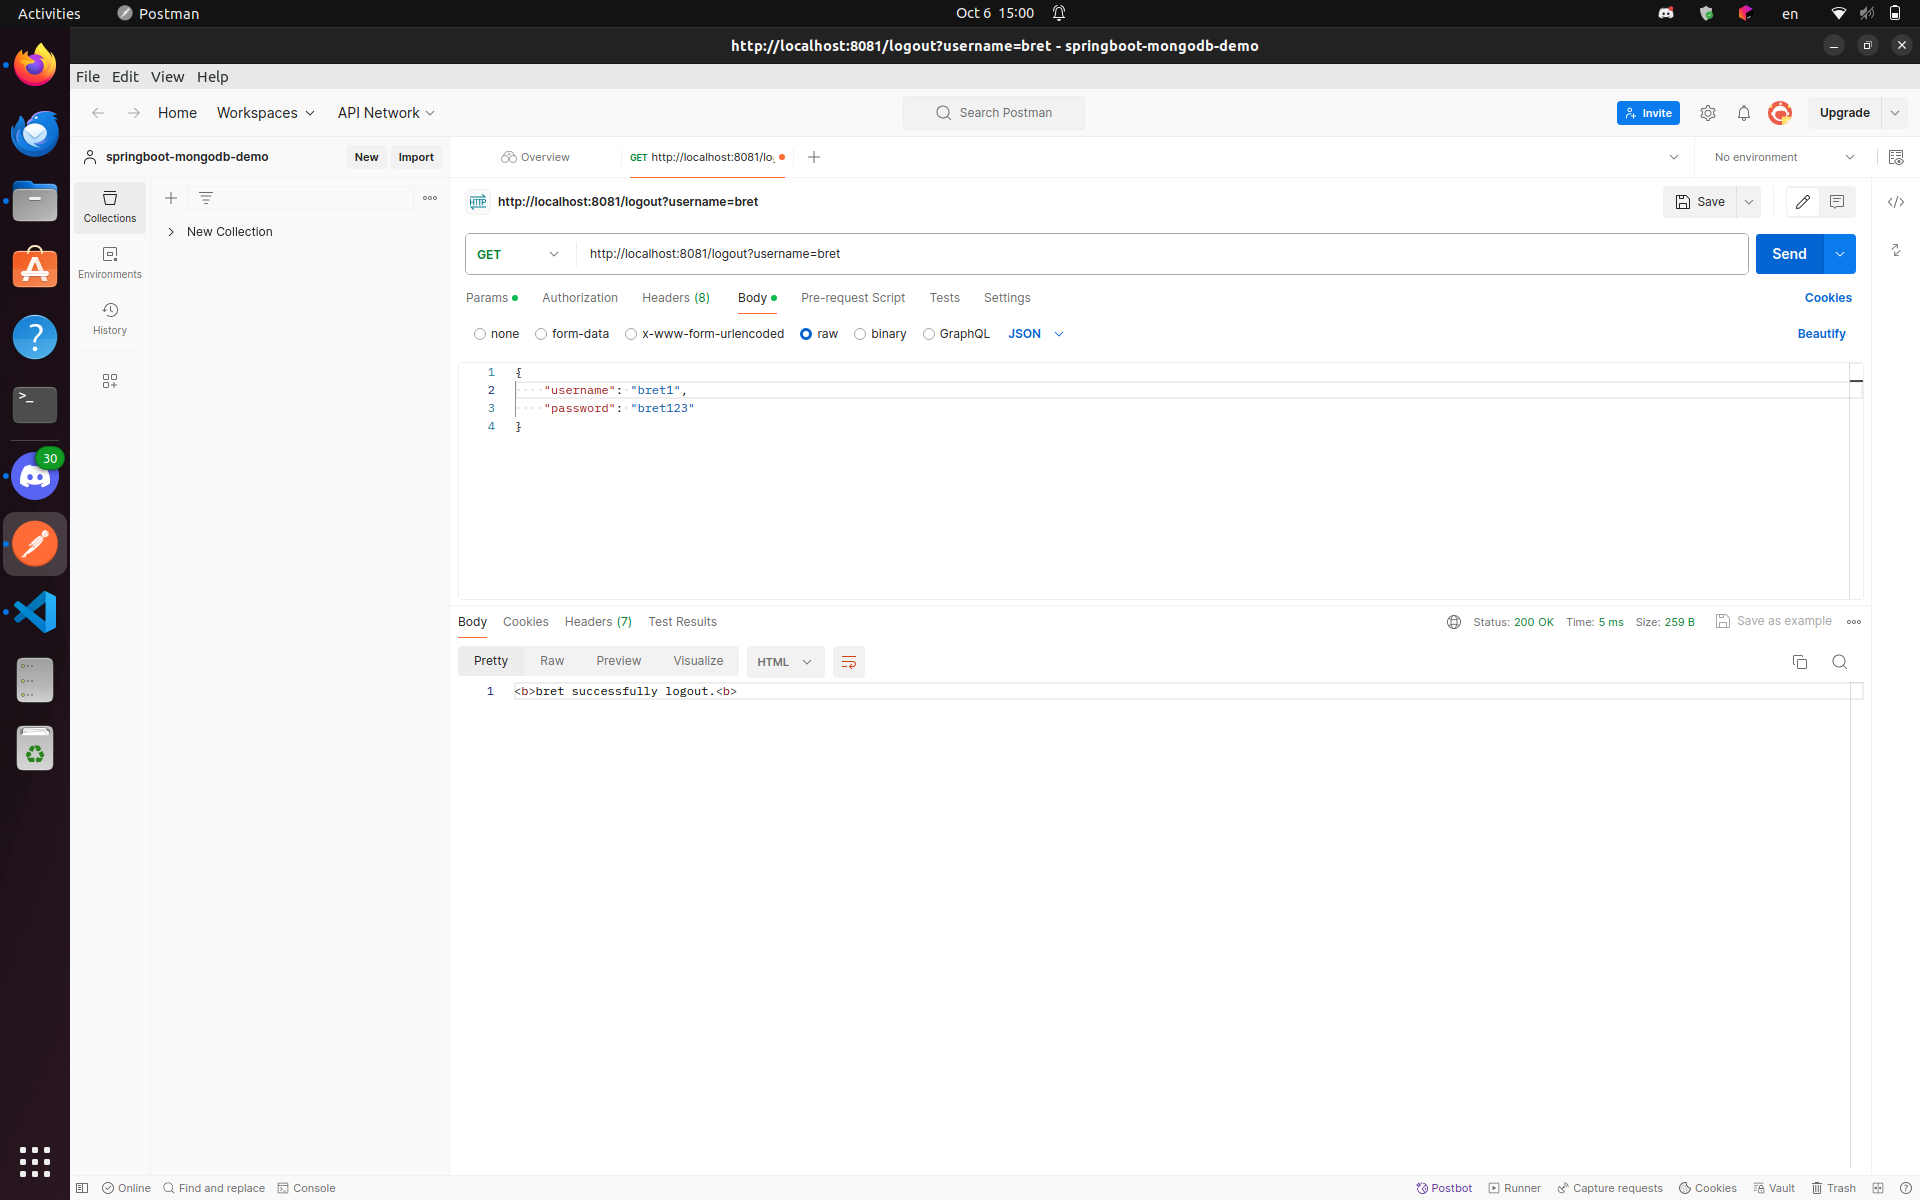 Activities Postman Oct 6 15:00 en
http://localhost:8081/logout?username=bret - springboot-mongodb-demo
File Edit View Help
Home Workspaces API Network Search Postman Invite Upgrade
springboot-mongodb-demo New Import Overview GET http://localhost:8081/lo. No environment
HTTP http://localhost:8081/logout?username=bret Save
Collections
New Collection
GET http://localhost:8081/logout?username=bret Send
Environments
Params Authorization Headers (8) Body Pre-request Script Tests Settings Cookies
History
none form-data x-www-form-urlencoded raw binary GraphQL JSON Beautify
1 {
2 "username": "bret1",
3 "password": "bret123"
4 }
30
Body Cookies Headers (7) Test Results Status: 200 OK Time: 5 ms Size: 259 B Save as example
Pretty Raw Preview Visualize HTML
1 <b>bret successfully logout.<b>
Online Find and replace Console Postbot Runner Capture requests Cookies Vault Trash